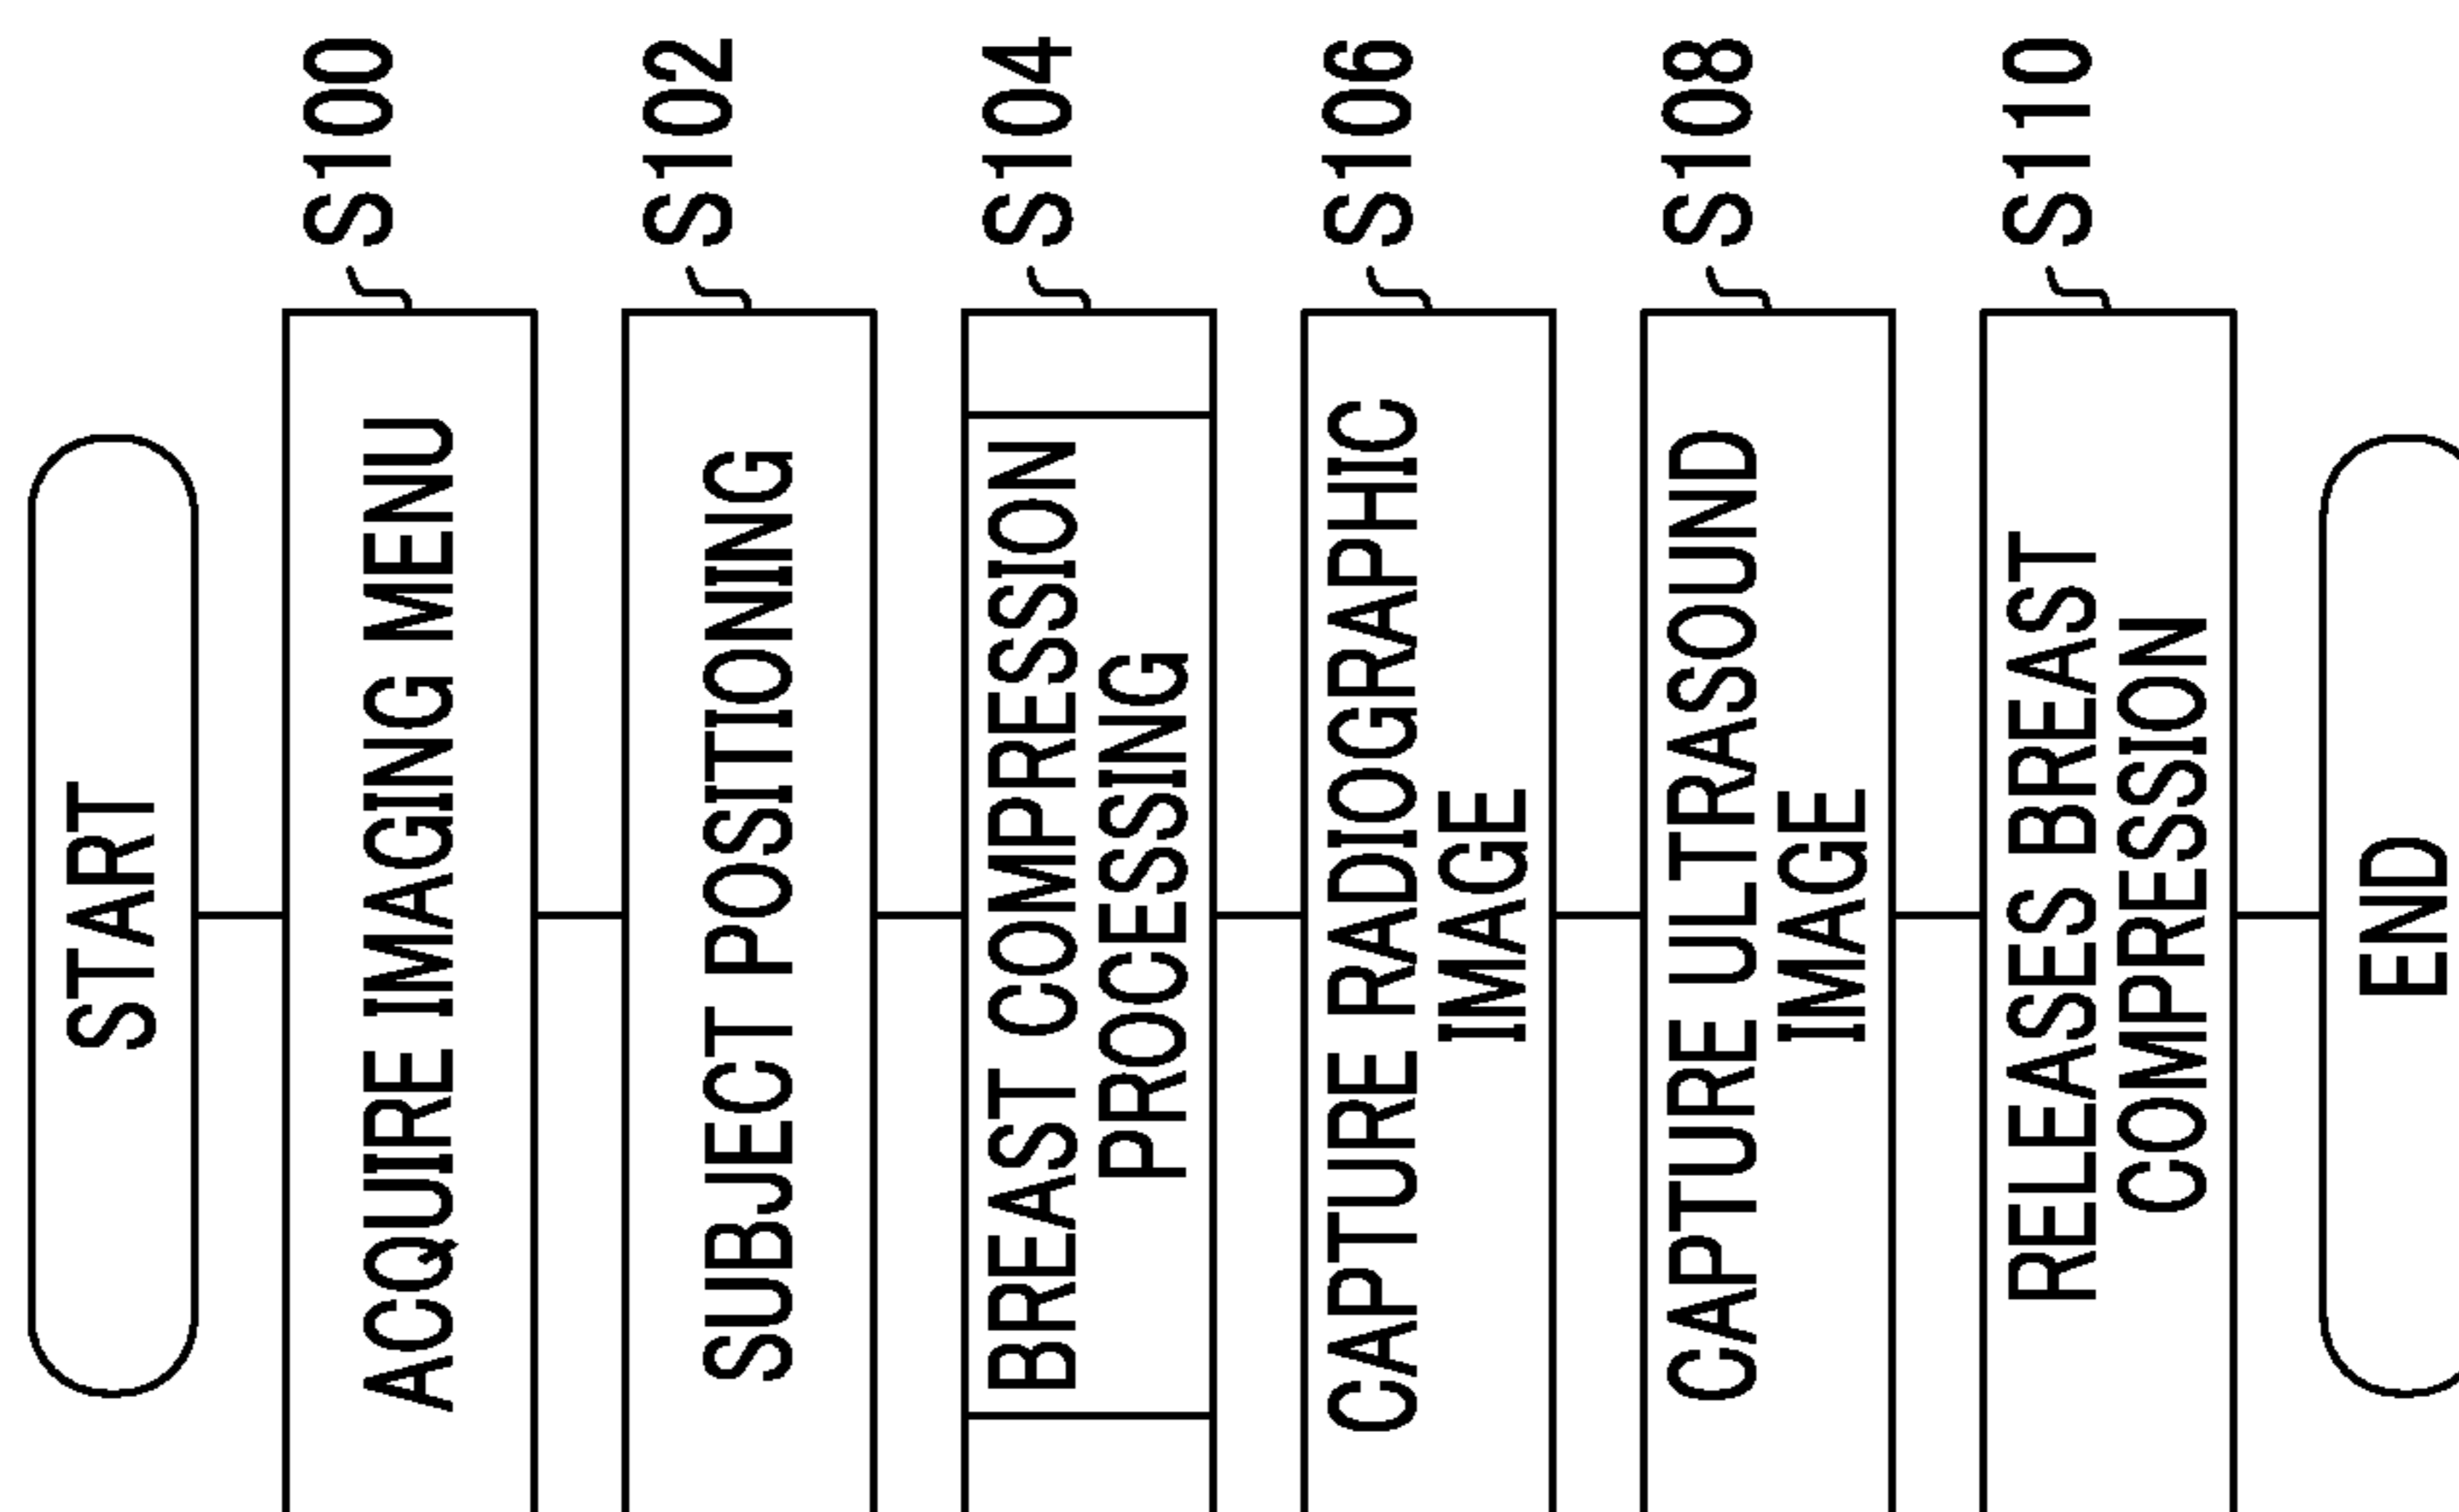 START
S100
ACQUIRE IMAGING MENU
S102
SUBJECT POSITIONING
S104
BREAST COMPRESSION
PROCESSING
S106
CAPTURE RADIOGRAPHIC
IMAGE
S108
CAPTURE ULTRASOUND
IMAGE
S110
RELEASES BREAST
COMPRESSION
END